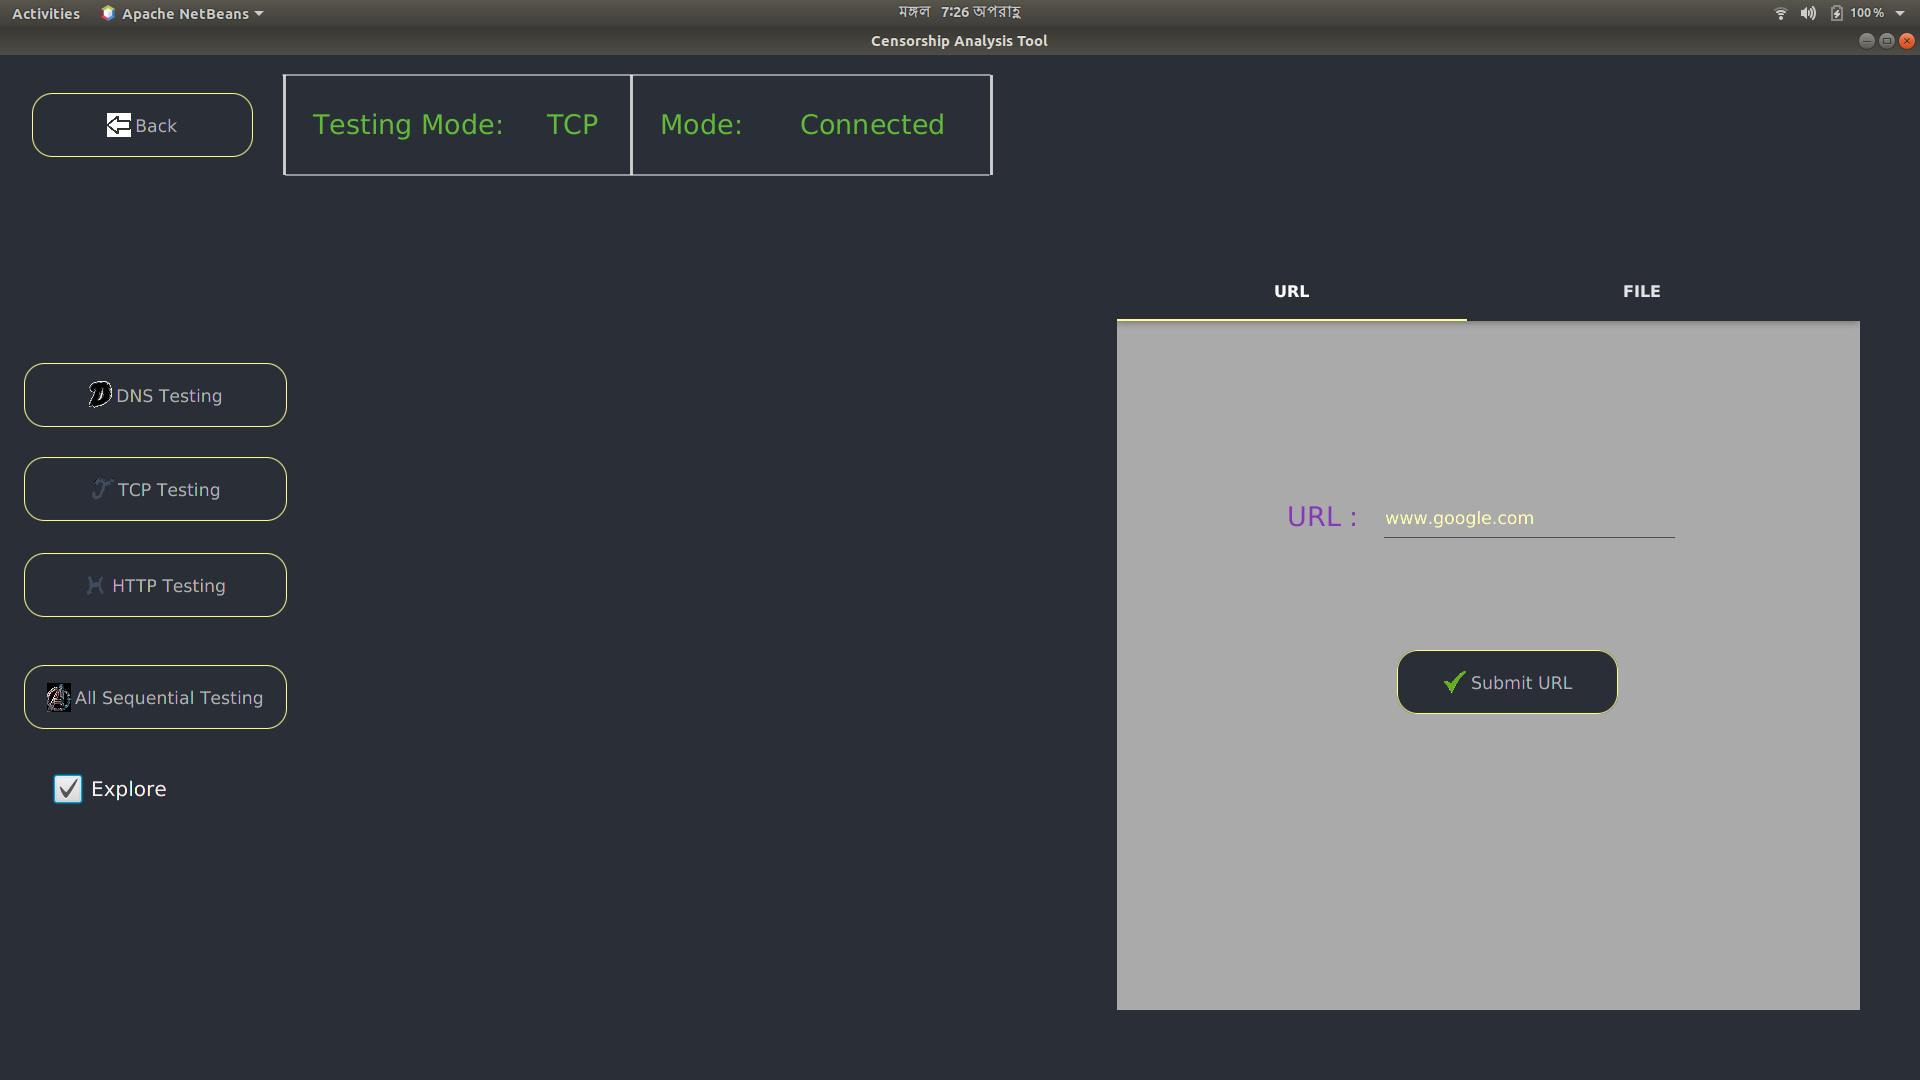 Activities Apache NetBeans মঙ্গল 7:26 অপরাহ্ণ 100 %
Censorship Analysis Tool
Back
Testing Mode: TCP Mode: Connected
URL FILE
DNS Testing
TCP Testing
HTTP Testing
All Sequential Testing
Explore
URL : www.google.com
Submit URL